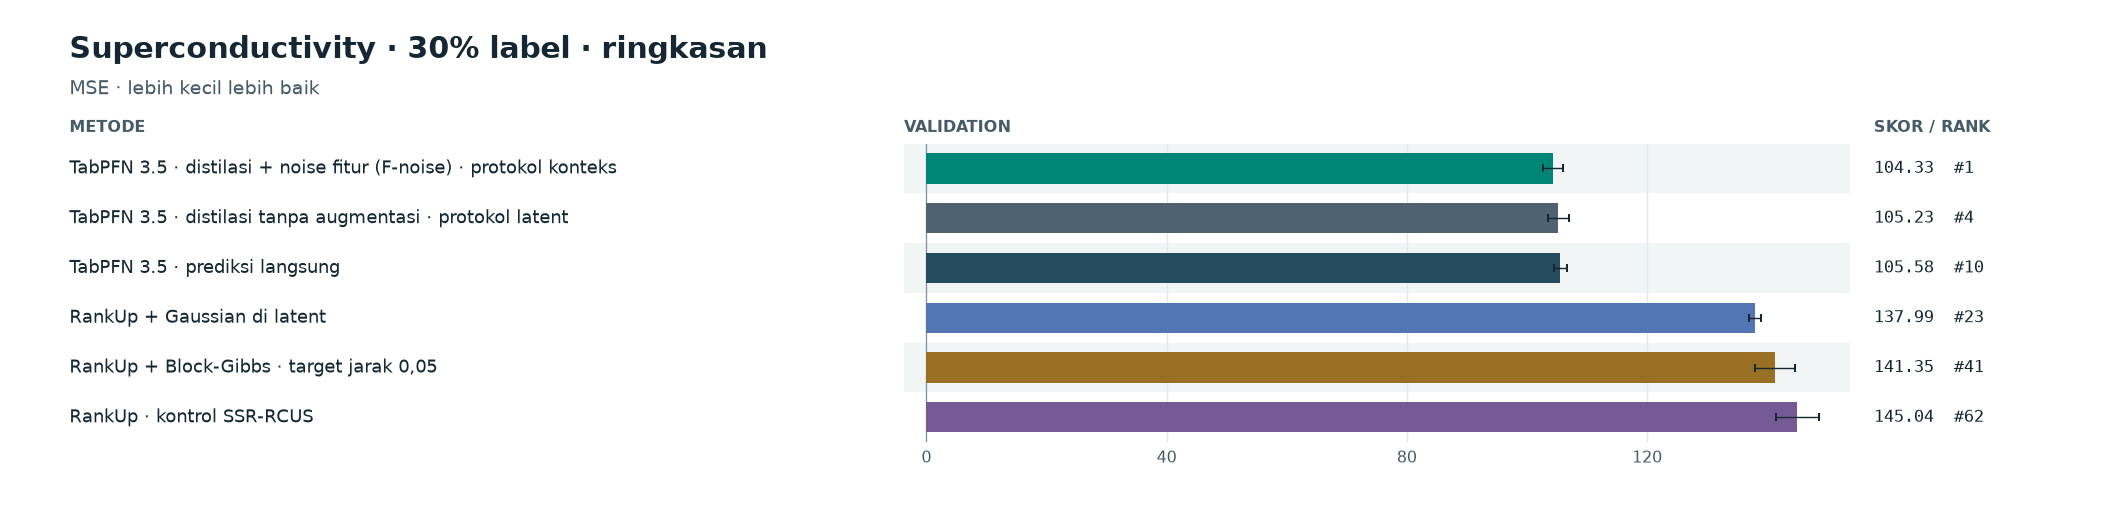 Superconductivity · 30% label · ringkasan
MSE · lebih kecil lebih baik
METODE VALIDATION SKOR / RANK
TabPFN 3.5 · distilasi + noise fitur (F-noise) · protokol konteks 104.33 #1
TabPFN 3.5 · distilasi tanpa augmentasi · protokol latent 105.23 #4
TabPFN 3.5 · prediksi langsung 105.58 #10
RankUp + Gaussian di latent 137.99 #23
RankUp + Block-Gibbs · target jarak 0,05 141.35 #41
RankUp · kontrol SSR-RCUS 145.04 #62
0 40 80 120